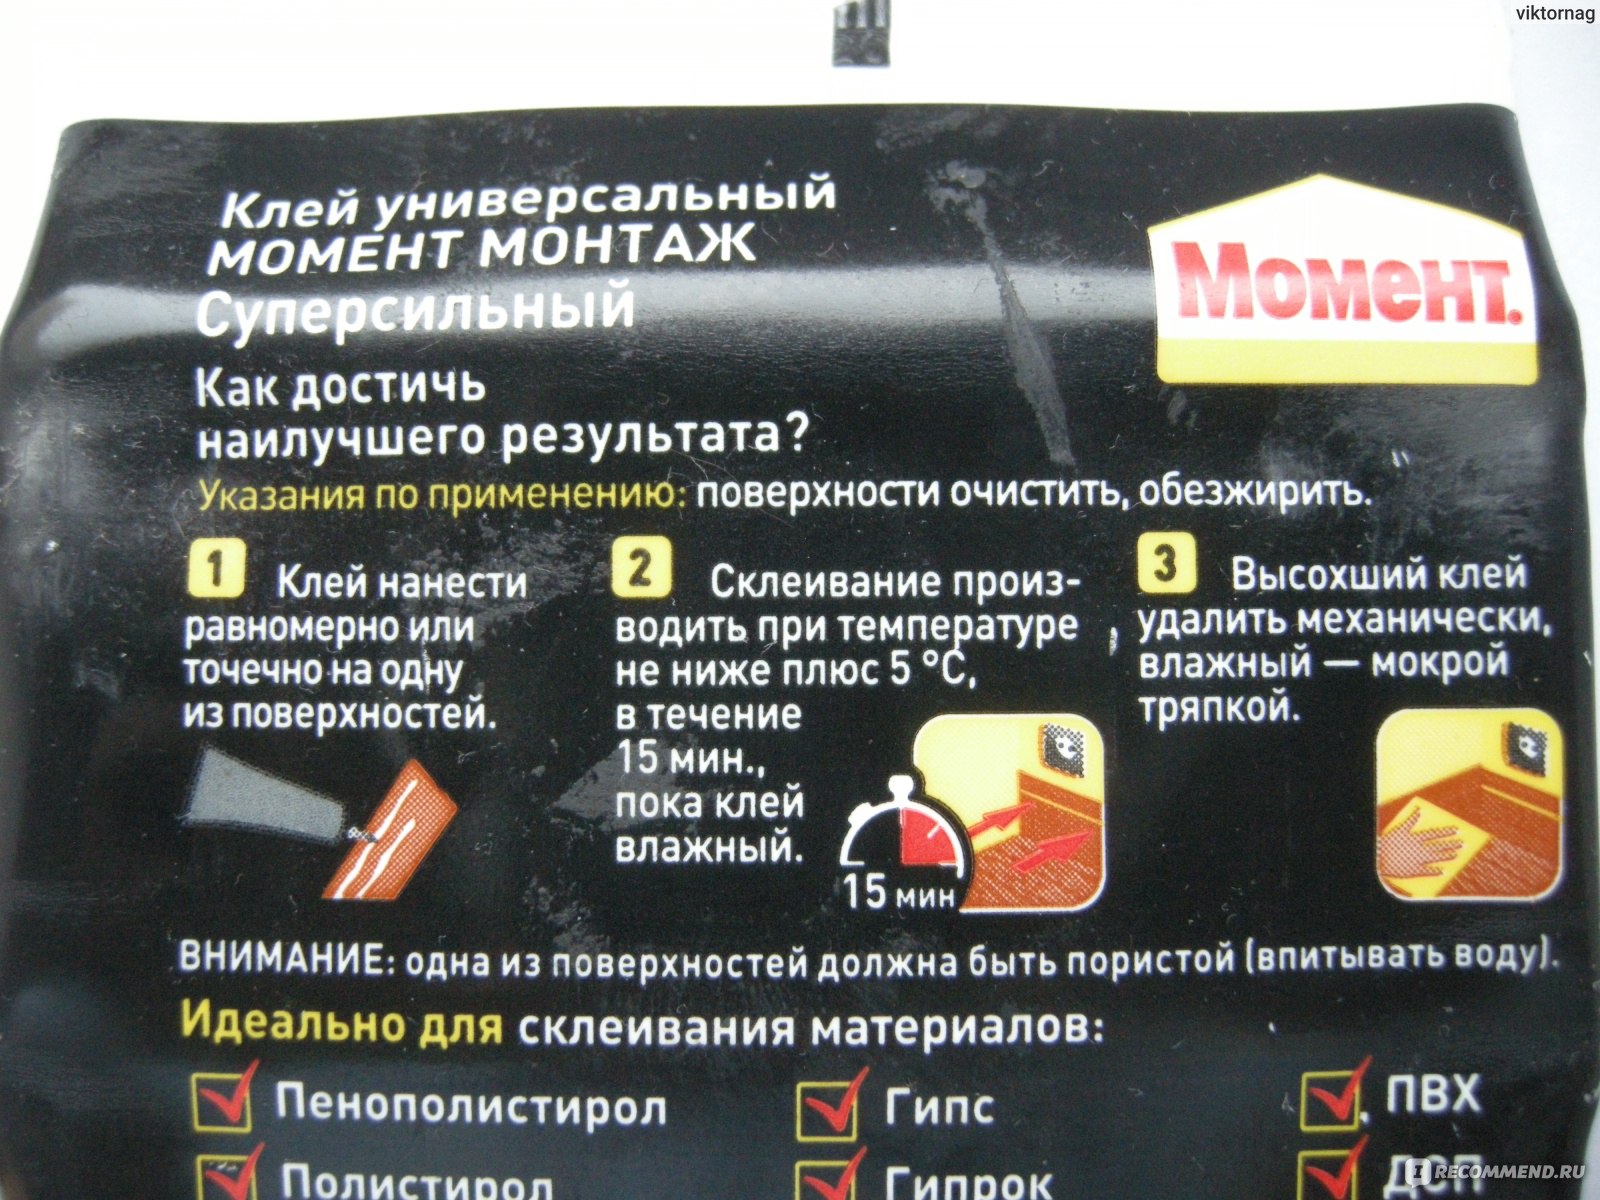 viktornag
Клей универсальный
МОМЕНТ МОНТАЖ
Суперсильный
Момент.
Как достичь
наилучшего результата?
Указания по применению: поверхности очистить, обезжирить.
1 Клей нанести
равномерно или
точечно на одну
из поверхностей.
2 Склеивание произ-
водить при температуре
не ниже плюс 5 °С,
в течение
15 мин.,
пока клей
влажный.
15 мин
3 Высохший клей
удалить механически,
влажный — мокрой
тряпкой.
ВНИМАНИЕ: одна из поверхностей должна быть пористой (впитывать воду).
Идеально для склеивания материалов:
Пенополистирол
Гипс
ПВХ
Полистирол
Гипрок
ДСП
RECOMMEND.RU